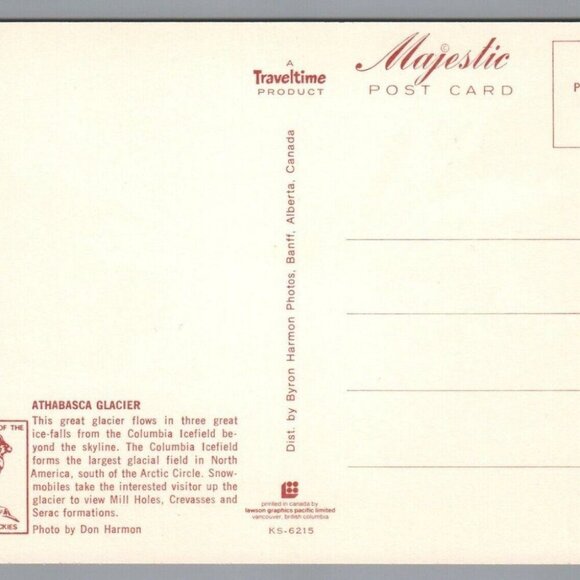 A
Traveltime
PRODUCT
Majestic
©
POST CARD
P
Dist. by Byron Harmon Photos, Banff, Alberta, Canada
ATHABASCA GLACIER
This great glacier flows in three great
ice-falls from the Columbia Icefield be-
yond the skyline. The Columbia Icefield
forms the largest glacial field in North
America, south of the Arctic Circle. Snow-
mobiles take the interested visitor up the
glacier to view Mill Holes, Crevasses and
Serac formations.
Photo by Don Harmon
OF THE
CKIES
printed in canada by
lawson graphics pacific limited
vancouver, british columbia
KS-6215